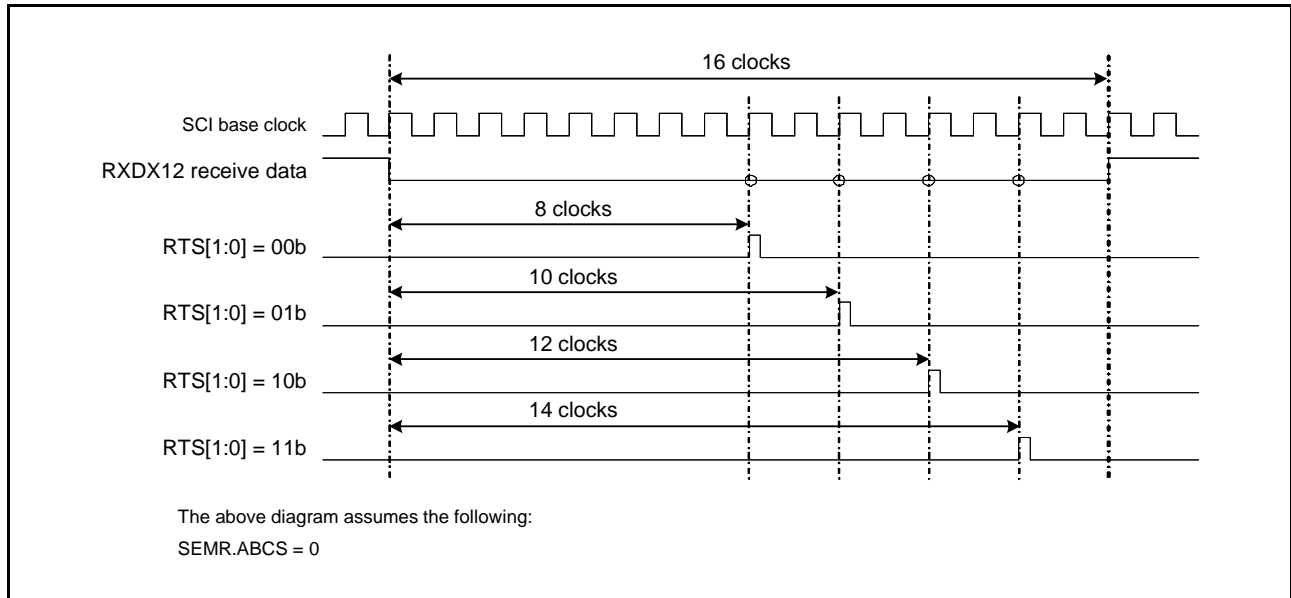 16 clocks
SCI base clock
RXDX12 receive data
8 clocks
RTS[1:0] = 00b
10 clocks
RTS[1:0] = 01b
12 clocks
RTS[1:0] = 10b
14 clocks
RTS[1:0] = 11b
The above diagram assumes the following:
SEMR.ABCS = 0